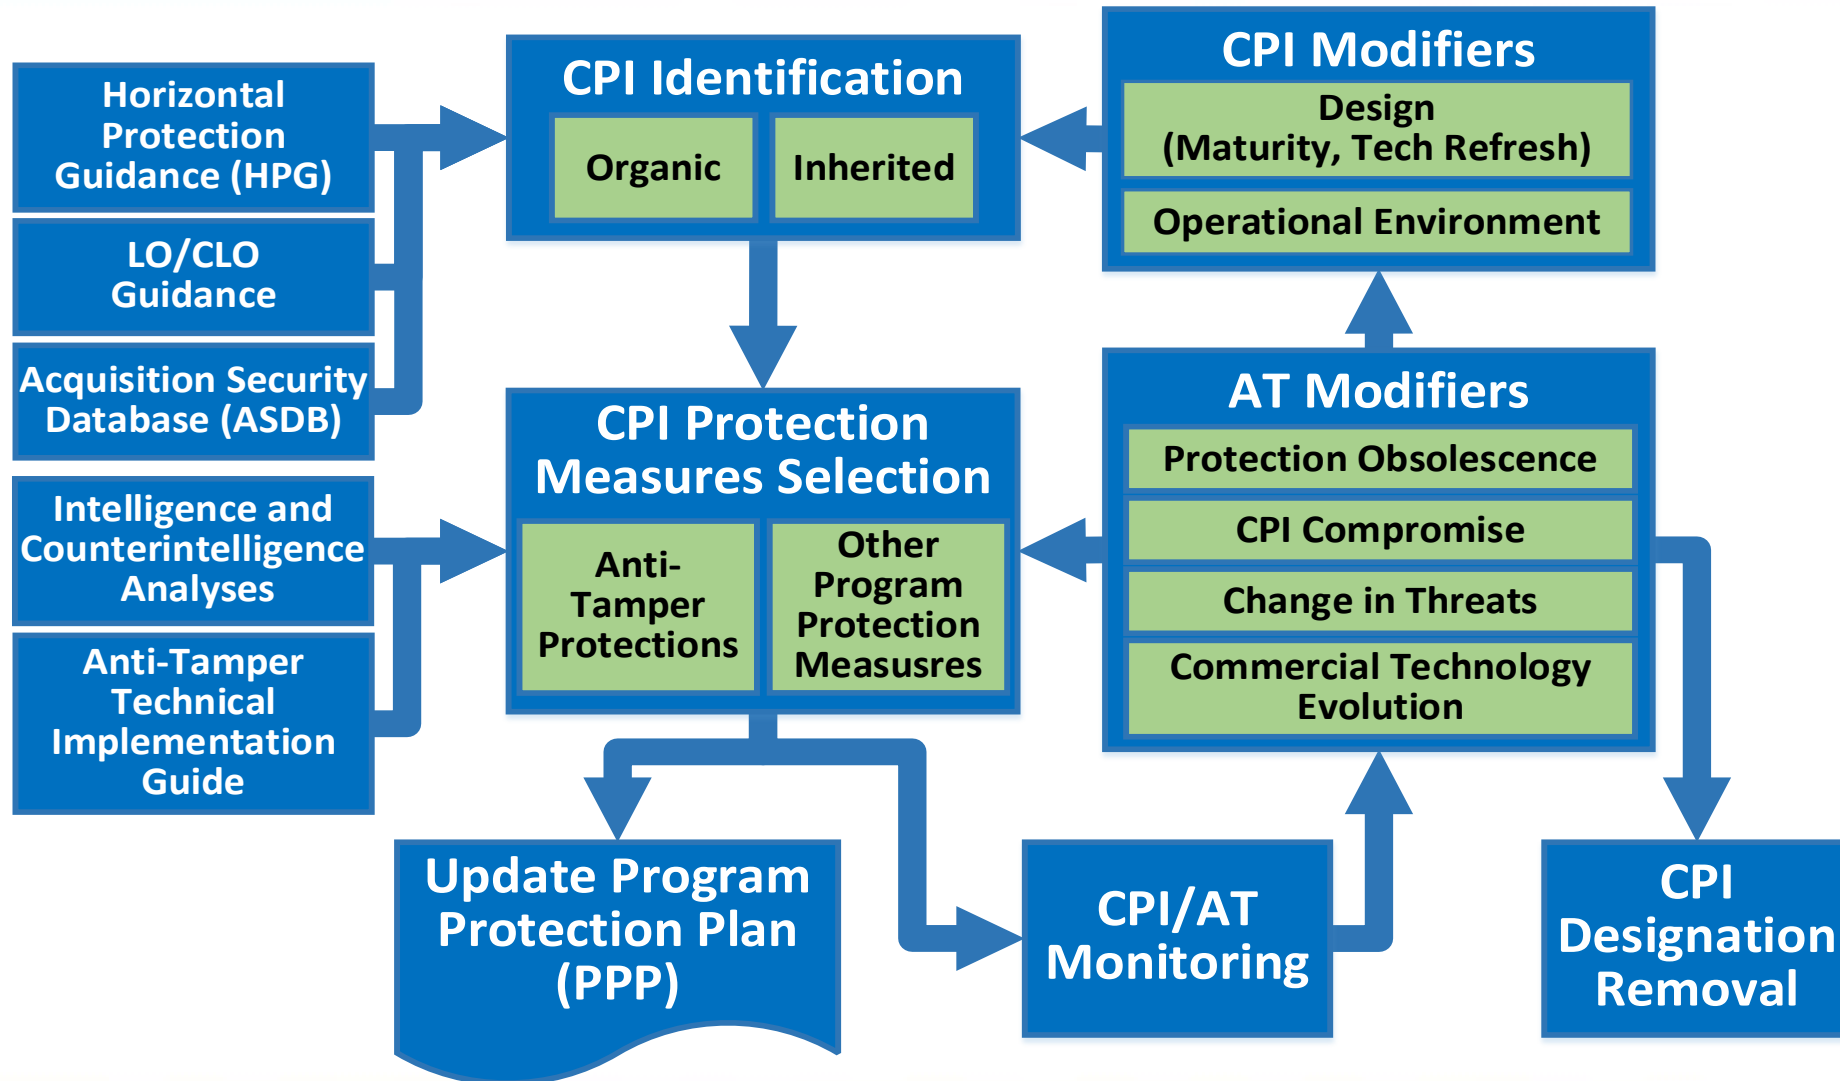 Horizontal
Protection
Guidance (HPG)
LO/CLO
Guidance
Acquisition Security
Database (ASDB)
Intelligence and
Counterintelligence
Analyses
Anti-Tamper
Technical
Implementation
Guide
CPI Identification
Organic
Inherited
CPI Protection
Measures Selection
Anti-
Tamper
Protections
Other
Program
Protection
Measusres
CPI Modifiers
Design
(Maturity, Tech Refresh)
Operational Environment
AT Modifiers
Protection Obsolescence
CPI Compromise
Change in Threats
Commercial Technology
Evolution
Update Program
Protection Plan
(PPP)
CPI/AT
Monitoring
CPI
Designation
Removal